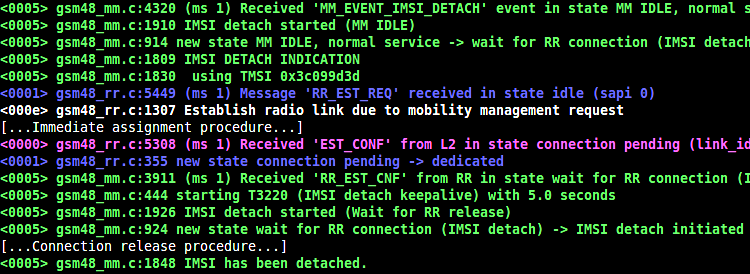 <0005> gsm48_mm.c:4320 (ms 1) Received 'MM_EVENT_IMSI_DETACH' event in state MM IDLE, normal s
<0005> gsm48_mm.c:1910 IMSI detach started (MM IDLE)
<0005> gsm48_mm.c:914 new state MM IDLE, normal service -> wait for RR connection (IMSI detach
<0005> gsm48_mm.c:1809 IMSI DETACH INDICATION
<0005> gsm48_mm.c:1830  using TMSI 0x3c099d3d
<0001> gsm48_rr.c:5449 (ms 1) Message 'RR_EST_REQ' received in state idle (sapi 0)
<000e> gsm48_rr.c:1307 Establish radio link due to mobility management request
[...Immediate assignment procedure...]
<0000> gsm48_rr.c:5308 (ms 1) Received 'EST_CONF' from L2 in state connection pending (link_id
<0001> gsm48_rr.c:355 new state connection pending -> dedicated
<0005> gsm48_mm.c:3911 (ms 1) Received 'RR_EST_CNF' from RR in state wait for RR connection (I
<0005> gsm48_mm.c:444 starting T3220 (IMSI detach keepalive) with 5.0 seconds
<0005> gsm48_mm.c:1926 IMSI detach started (Wait for RR release)
<0005> gsm48_mm.c:924 new state wait for RR connection (IMSI detach) -> IMSI detach initiated
[...Connection release procedure...]
<0005> gsm48_mm.c:1848 IMSI has been detached.